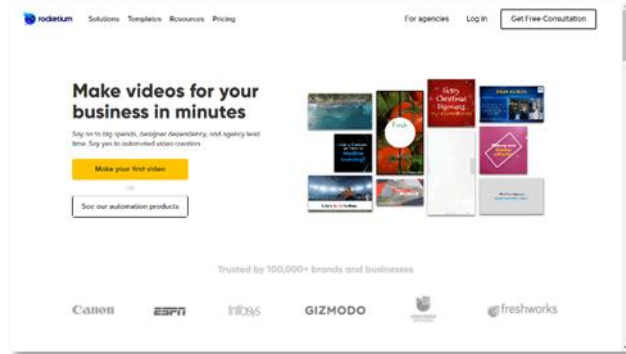 rocketium Solutions Templates Resources Pricing For agencies Log in Get Free Consultation
Make videos for your
business in minutes
Say no to big spends, designer dependency, and agency lead
time. Say yes to automated video creation
Make your first video
OR
See our automation products
Fresh
Merry
Christmas
Trusted by 100,000+ brands and businesses
Canon ESPN Infosys GIZMODO freshworks